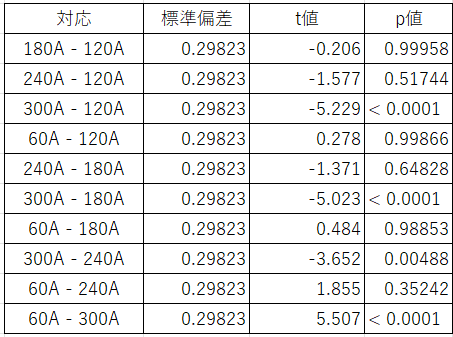 対応 標準偏差 t値 p値
180A - 120A 0.29823 -0.206 0.99958
240A - 120A 0.29823 -1.577 0.51744
300A - 120A 0.29823 -5.229 < 0.0001
60A - 120A 0.29823 0.278 0.99866
240A - 180A 0.29823 -1.371 0.64828
300A - 180A 0.29823 -5.023 < 0.0001
60A - 180A 0.29823 0.484 0.98853
300A - 240A 0.29823 -3.652 0.00488
60A - 240A 0.29823 1.855 0.35242
60A - 300A 0.29823 5.507 < 0.0001